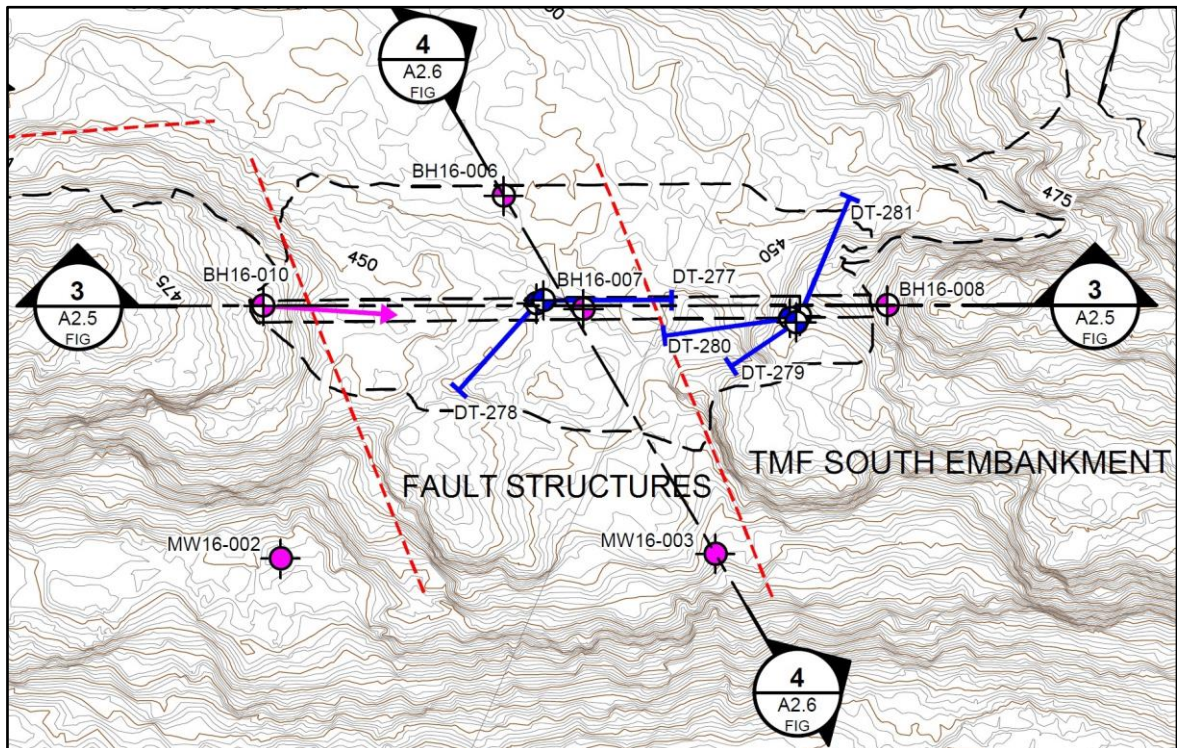 4
A2.6
FIG
50
BH16-006
475
DT-281
450
450
BH16-010
BH16-007
DT-277
BH16-008
3
A2.5
FIG
475
3
A2.5
FIG
DT-280
DT-279
DT-278
TMF SOUTH EMBANKMENT
FAULT STRUCTURES
MW16-002
MW16-003
4
A2.6
FIG